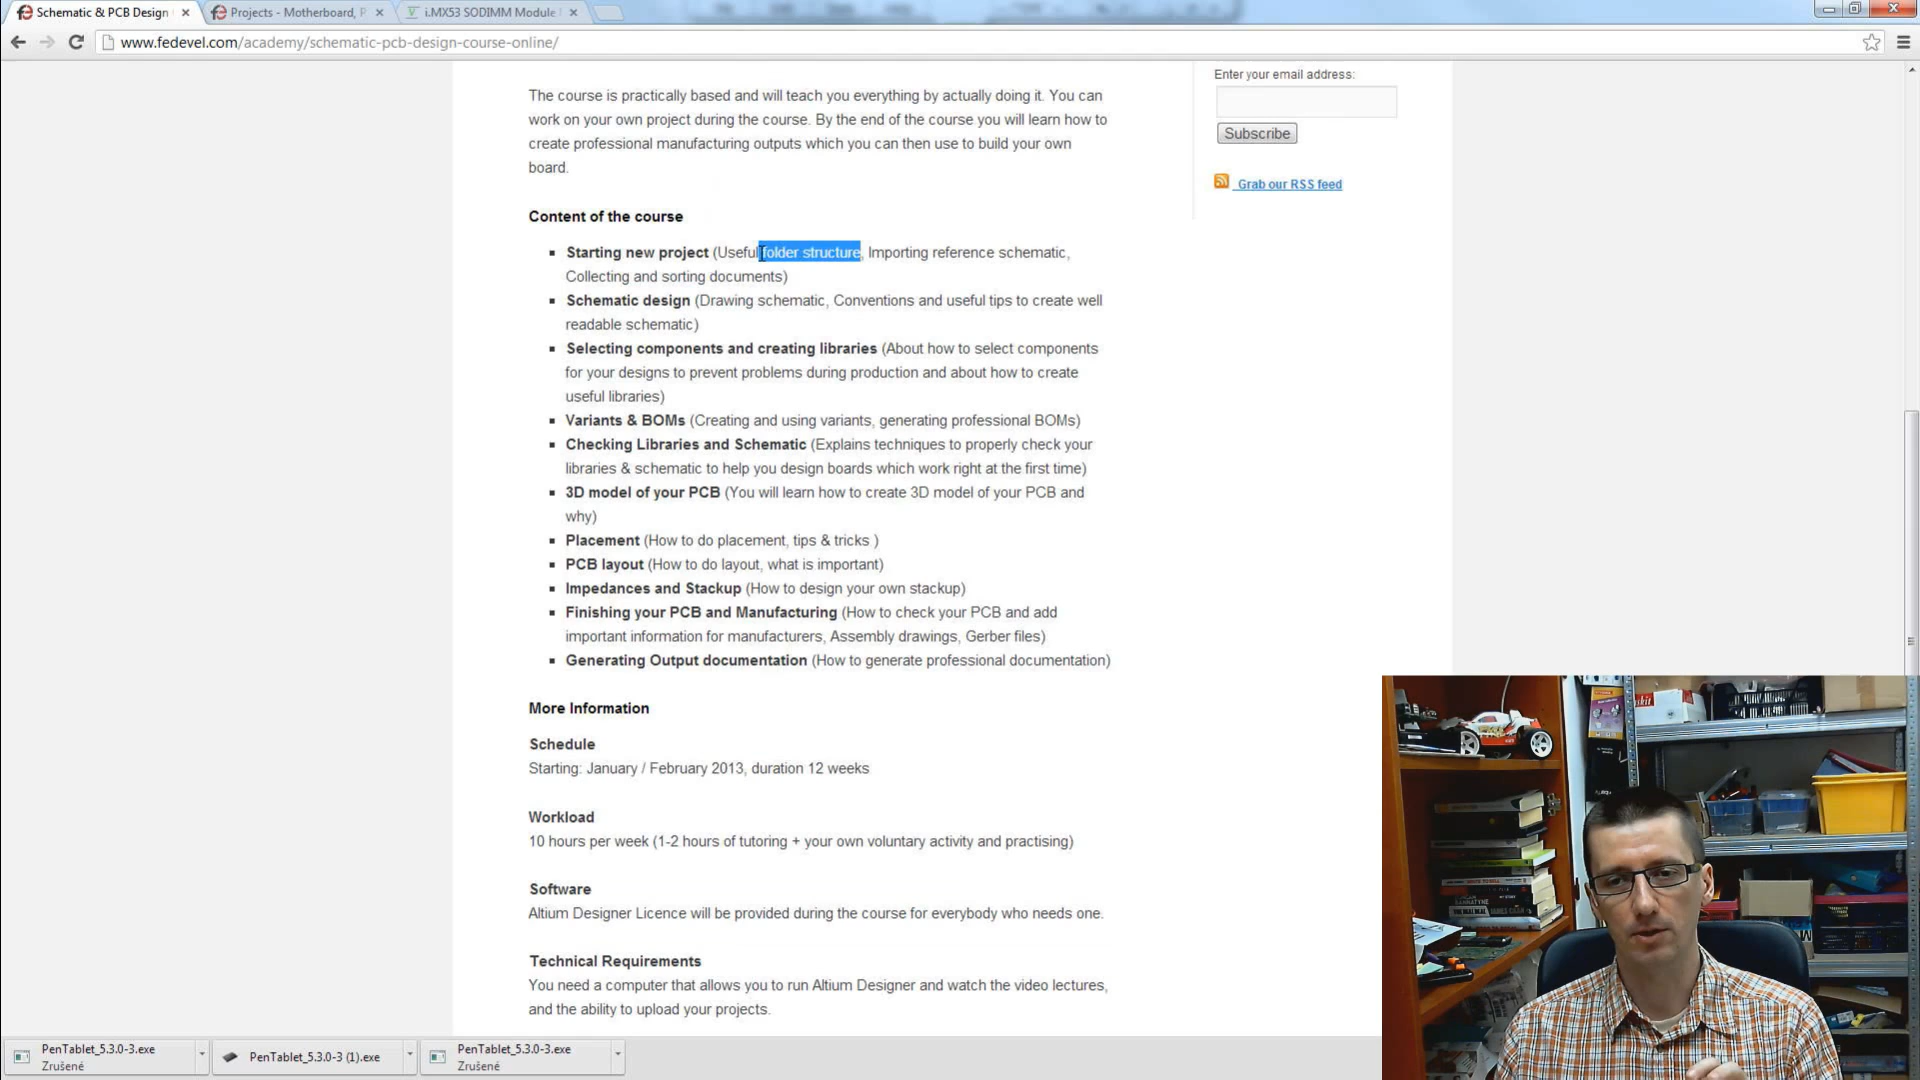 Schematic & PCB Design
Projects - Motherboard, P
i.MX53 SODIMM Module
www.fedevel.com/academy/schematic-pcb-design-course-online/
The course is practically based and will teach you everything by actually doing it. You can
work on your own project during the course. By the end of the course you will learn how to
create professional manufacturing outputs which you can then use to build your own
board.
Enter your email address:
Subscribe
Grab our RSS feed
Content of the course
Starting new project (Useful folder structure, Importing reference schematic,
Collecting and sorting documents)
Schematic design (Drawing schematic, Conventions and useful tips to create well
readable schematic)
Selecting components and creating libraries (About how to select components
for your designs to prevent problems during production and about how to create
useful libraries)
Variants & BOMs (Creating and using variants, generating professional BOMs)
Checking Libraries and Schematic (Explains techniques to properly check your
libraries & schematic to help you design boards which work right at the first time)
3D model of your PCB (You will learn how to create 3D model of your PCB and
why)
Placement (How to do placement, tips & tricks )
PCB layout (How to do layout, what is important)
Impedances and Stackup (How to design your own stackup)
Finishing your PCB and Manufacturing (How to check your PCB and add
important information for manufacturers, Assembly drawings, Gerber files)
Generating Output documentation (How to generate professional documentation)
More Information
Schedule
Starting: January / February 2013, duration 12 weeks
Workload
10 hours per week (1-2 hours of tutoring + your own voluntary activity and practising)
Software
Altium Designer Licence will be provided during the course for everybody who needs one.
Technical Requirements
You need a computer that allows you to run Altium Designer and watch the video lectures,
and the ability to upload your projects.
PenTablet_5.3.0-3.exe
Zrušené
PenTablet_5.3.0-3 (1).exe
PenTablet_5.3.0-3.exe
Zrušené